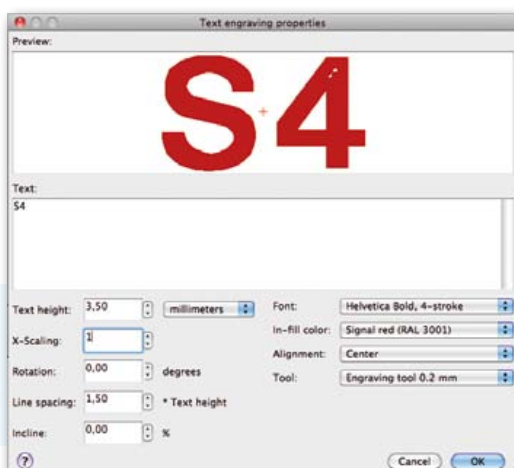 Text engraving properties
Preview:
S4
Text:
S4
Text height: 3,50 millimeters
X-Scaling: 1
Rotation: 0,00 degrees
Line spacing: 1,50 * Text height
Incline: 0,00 %
Font: Helvetica Bold, 4-stroke
In-fill color: Signal red (RAL 3001)
Alignment: Center
Tool: Engraving tool 0.2 mm
? Cancel OK